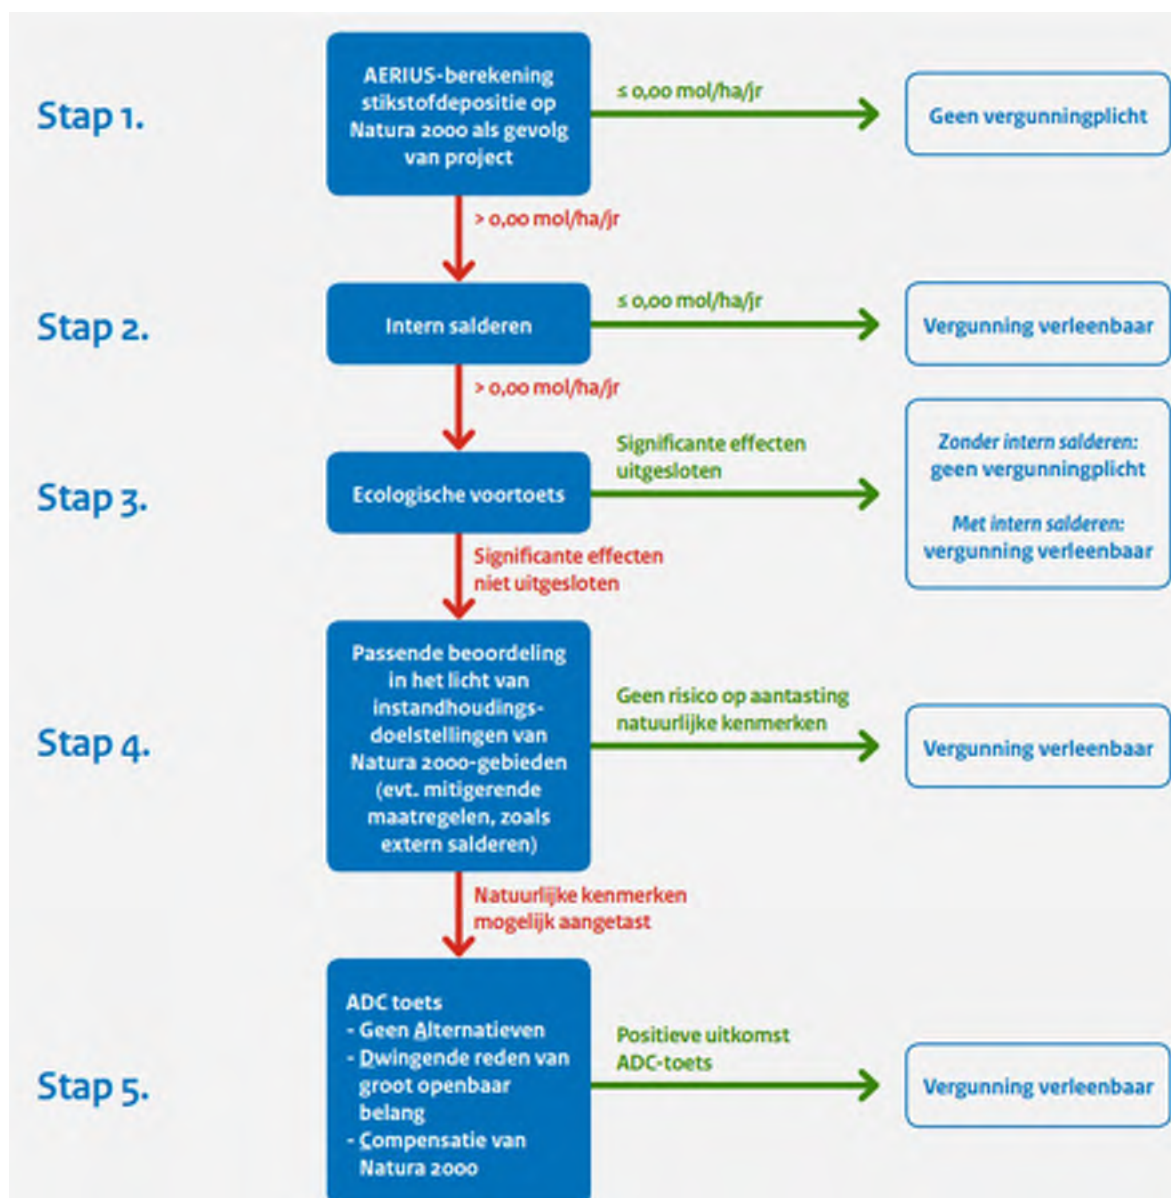 Stap 1.
AERIUS-berekening
stikstofdepositie op
Natura 2000 als gevolg
van project
≤ 0,00 mol/ha/jr
Geen vergunningplicht
> 0,00 mol/ha/jr
Stap 2.
Intern salderen
≤ 0,00 mol/ha/jr
Vergunning verleenbaar
> 0,00 mol/ha/jr
Stap 3.
Ecologische voortoets
Significante effecten
uitgesloten
Zonder intern salderen:
geen vergunningplicht
Met intern salderen:
vergunning verleenbaar
Significante effecten
niet uitgesloten
Stap 4.
Passende beoordeling
in het licht van
instandhoudings-
doelstellingen van
Natura 2000-gebieden
(evt. mitigerende
maatregelen, zoals
extern salderen)
Geen risico op aantasting
natuurlijke kenmerken
Vergunning verleenbaar
Natuurlijke kenmerken
mogelijk aangetast
Stap 5.
ADC toets
- Geen Alternatieven
- Dwingende reden van
groot openbaar
belang
- Compensatie van
Natura 2000
Positieve uitkomst
ADC-toets
Vergunning verleenbaar